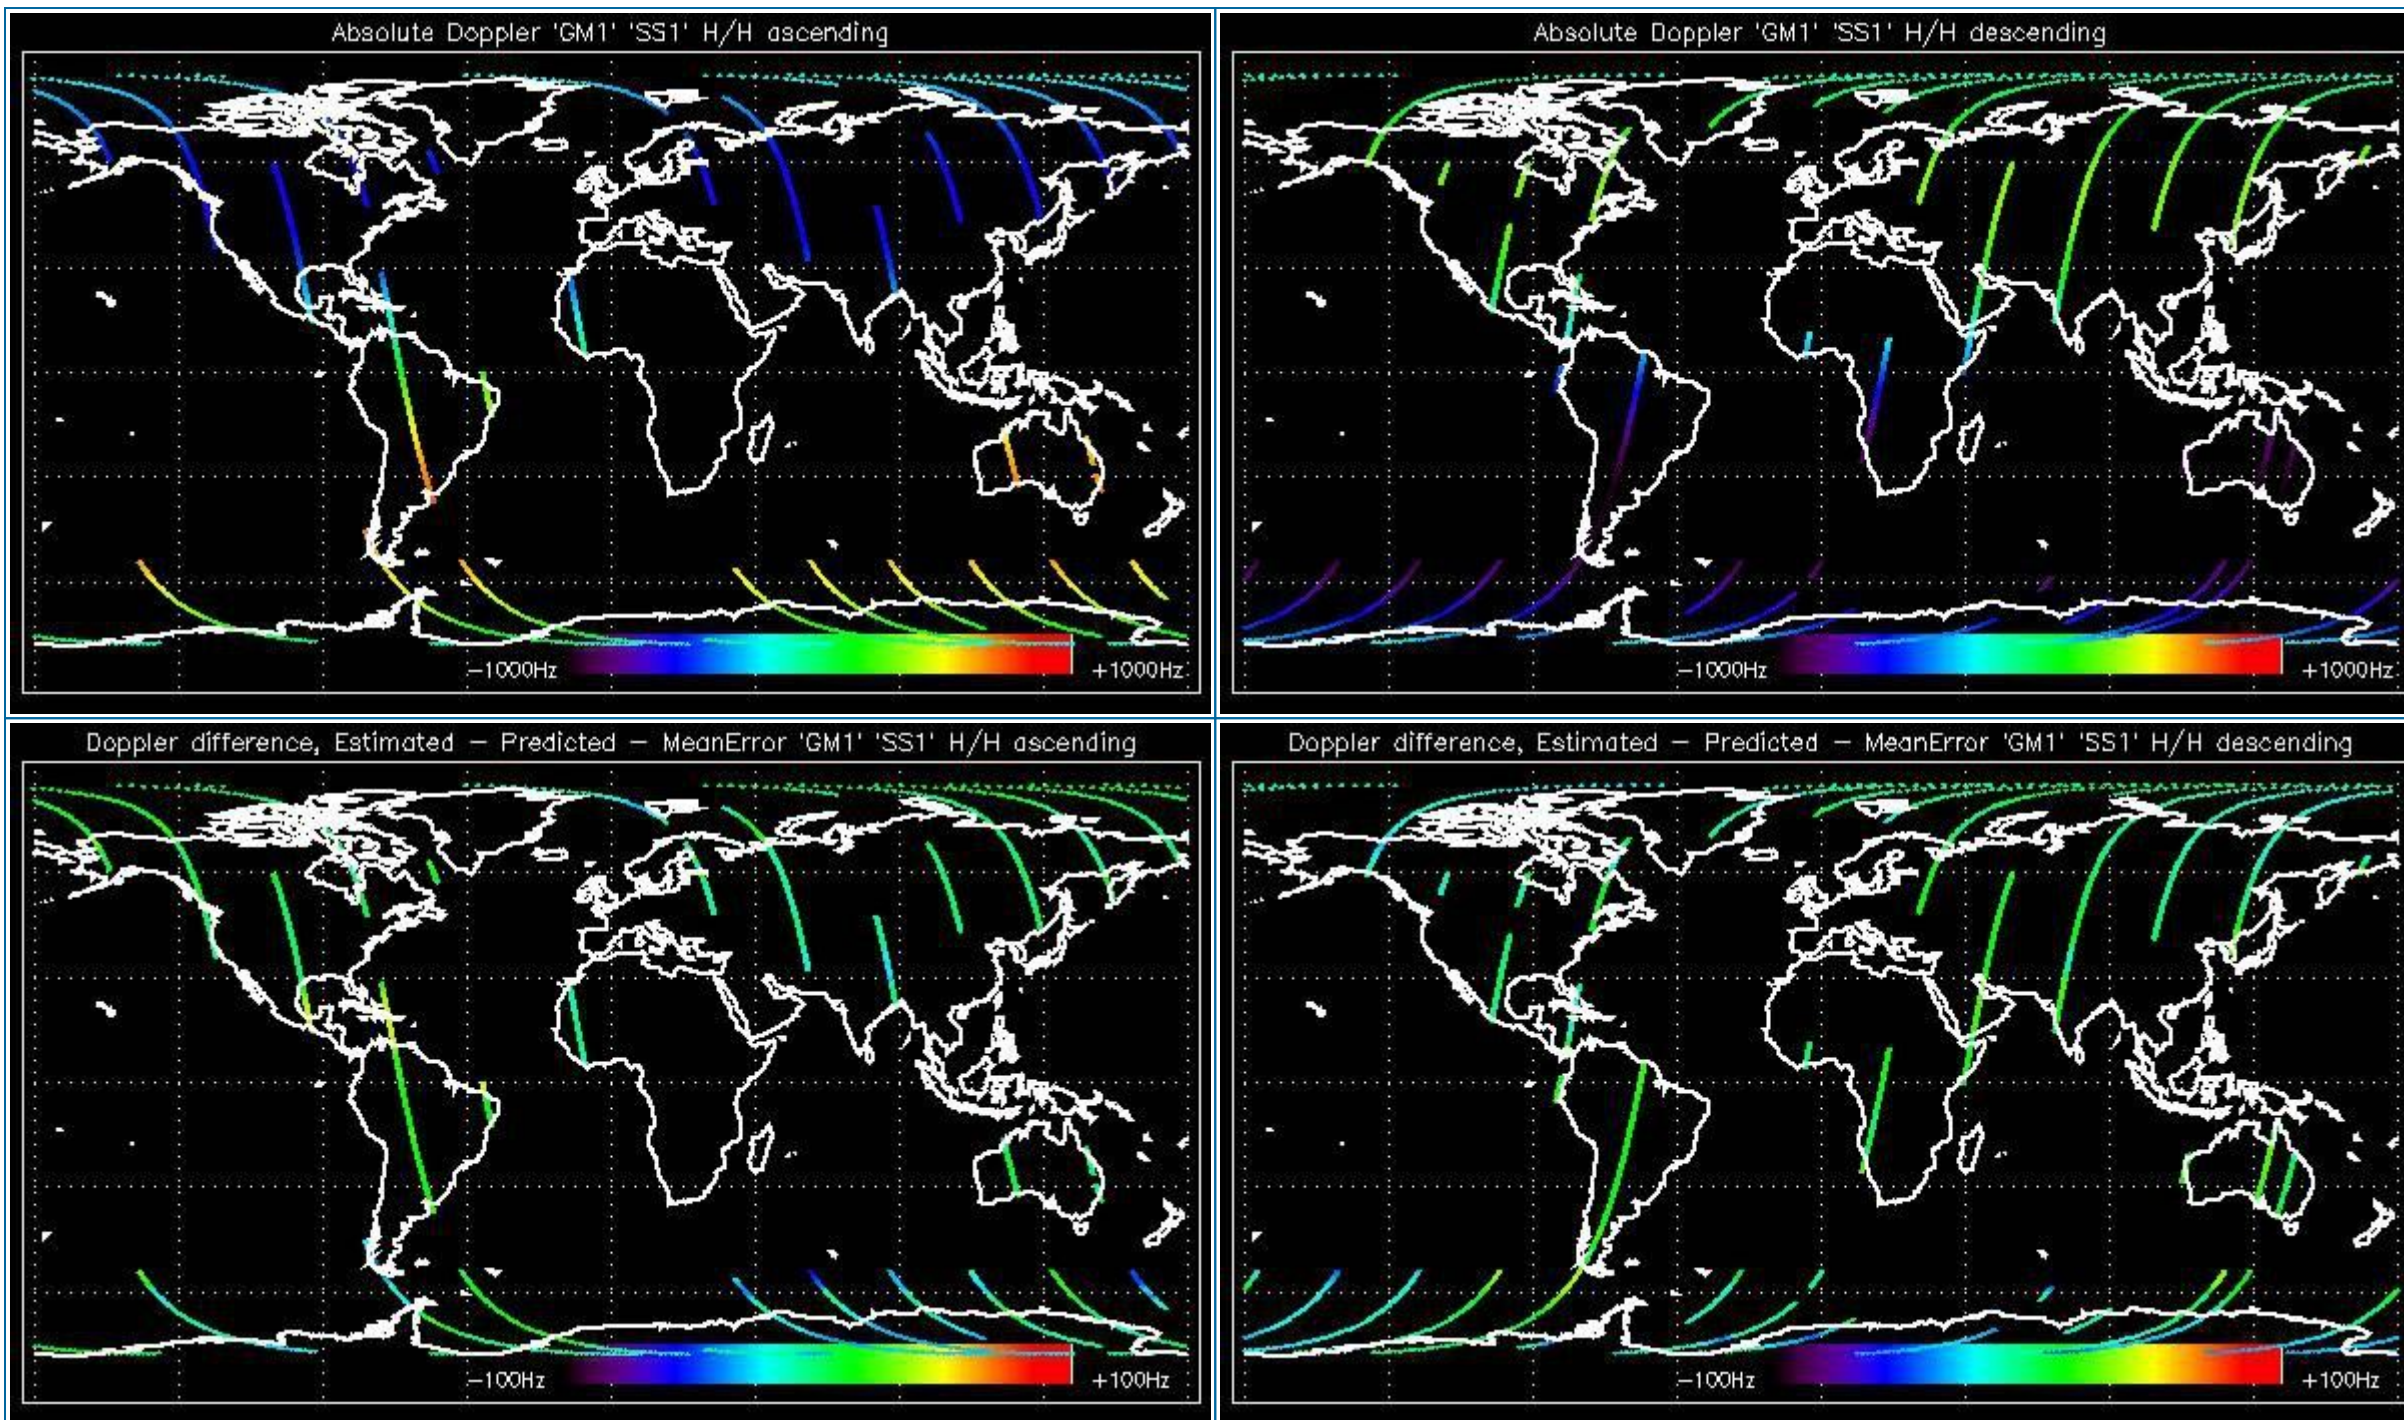 Absolute Doppler 'GM1' 'SS1' H/H ascending
−1000Hz
+1000Hz
Absolute Doppler 'GM1' 'SS1' H/H descending
−1000Hz
+1000Hz
Doppler difference, Estimated − Predicted − MeanError 'GM1' 'SS1' H/H ascending
−100Hz
+100Hz
Doppler difference, Estimated − Predicted − MeanError 'GM1' 'SS1' H/H descending
−100Hz
+100Hz